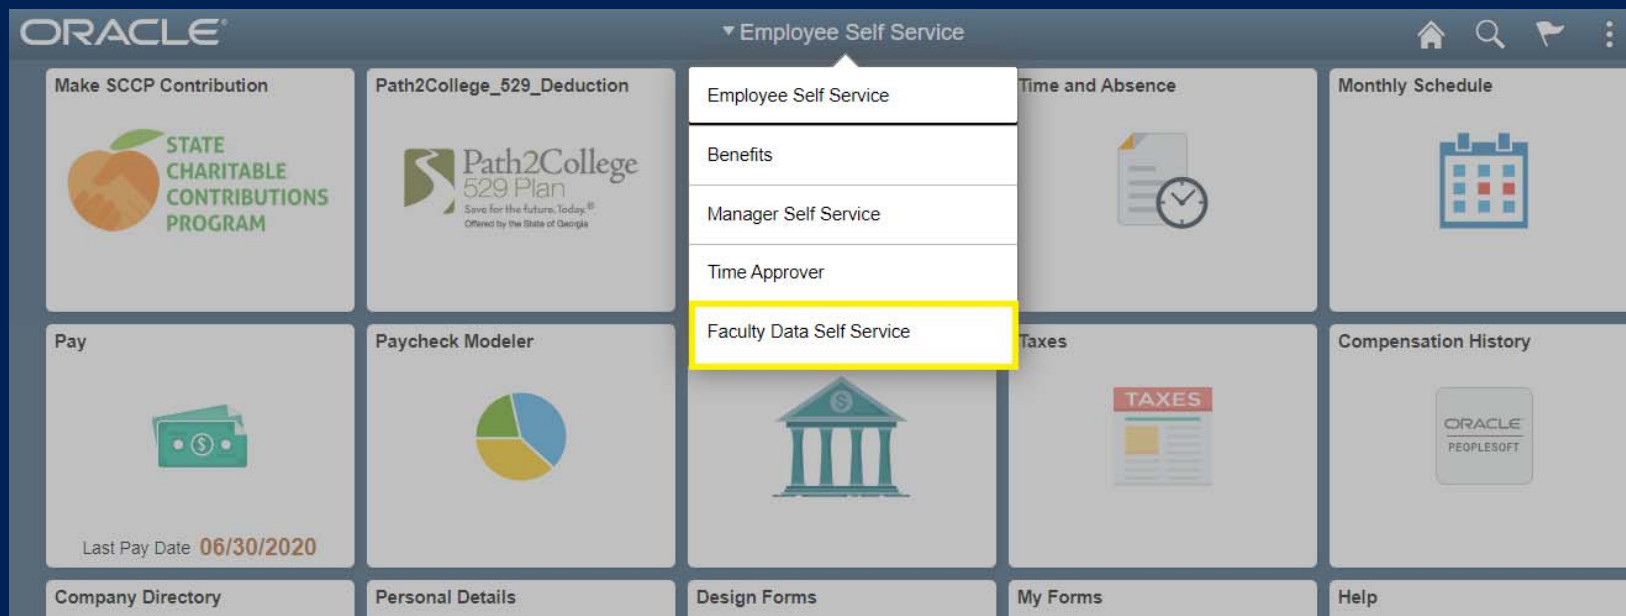 ORACLE
Employee Self Service
Make SCCP Contribution
STATE
CHARITABLE
CONTRIBUTIONS
PROGRAM
Path2College_529_Deduction
Path2College
529 Plan
Save for the future. Today.®
Offered by the State of Georgia
Employee Self Service
Benefits
Manager Self Service
Time Approver
Faculty Data Self Service
Time and Absence
Monthly Schedule
Pay
Last Pay Date 06/30/2020
Paycheck Modeler
Taxes
TAXES
Compensation History
ORACLE
PEOPLESOFT
Company Directory
Personal Details
Design Forms
My Forms
Help